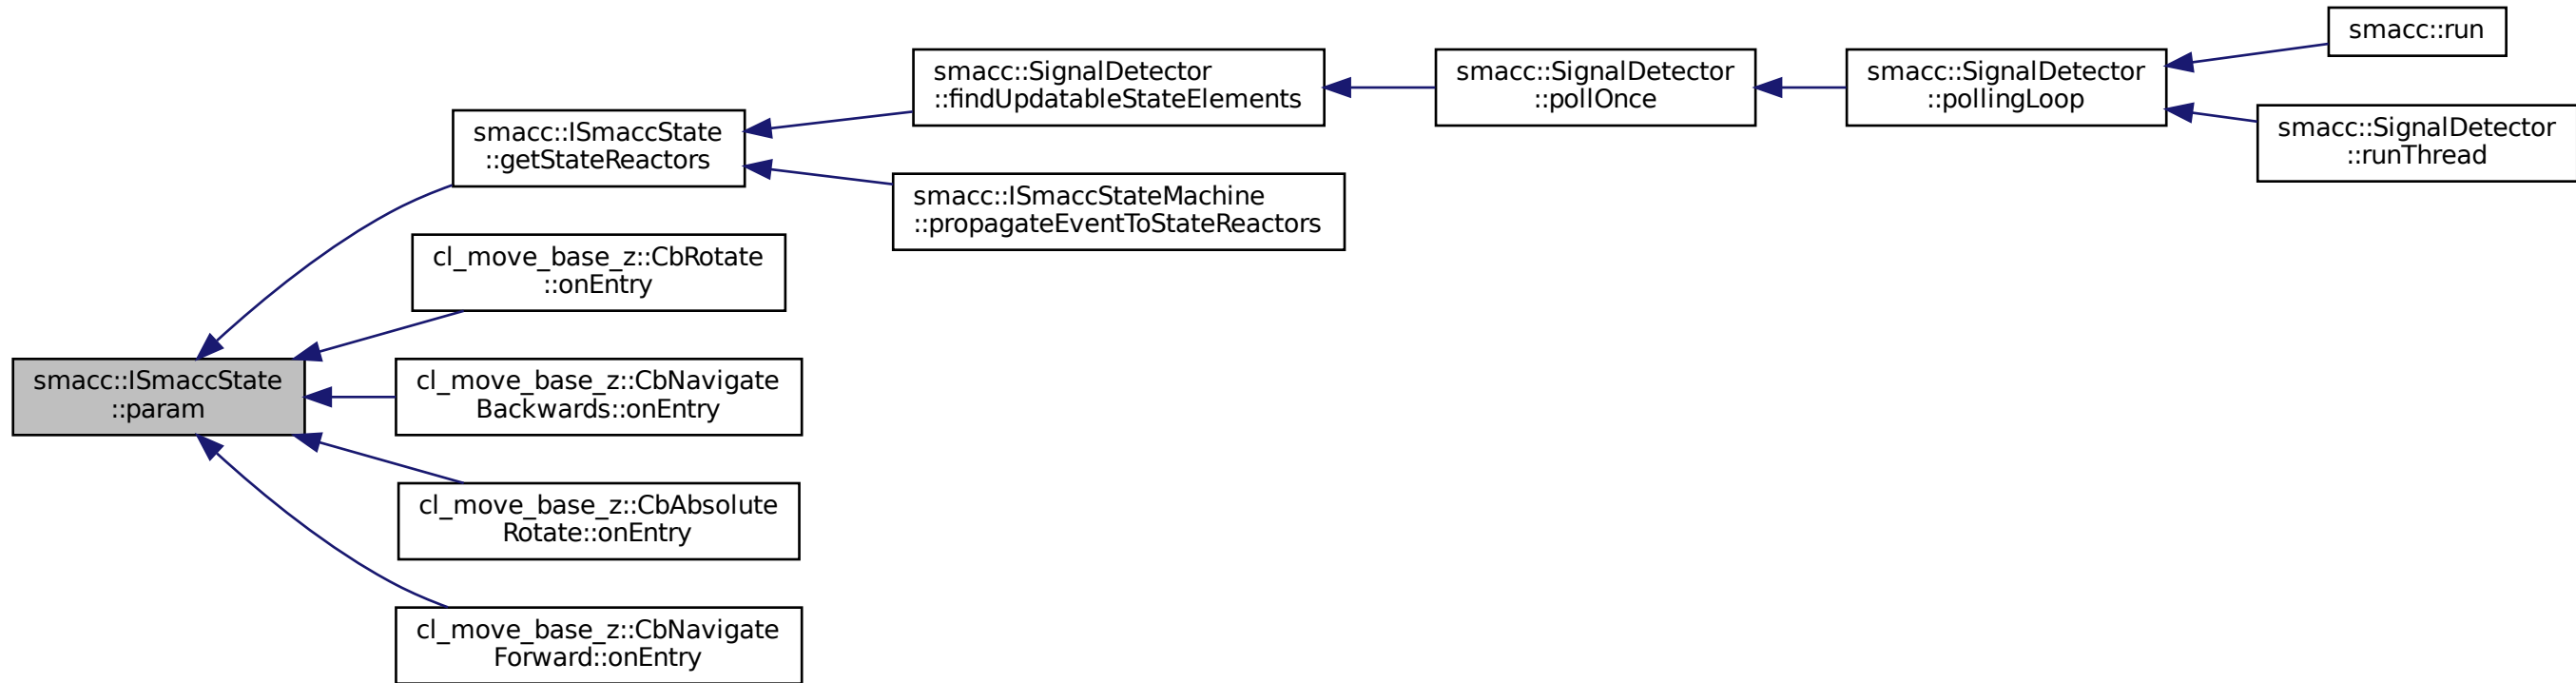 smacc::run
smacc::SignalDetector
::findUpdatableStateElements
smacc::SignalDetector
::pollOnce
smacc::SignalDetector
::pollingLoop
smacc::SignalDetector
::runThread
smacc::ISmaccState
::getStateReactors
smacc::ISmaccStateMachine
::propagateEventToStateReactors
cl_move_base_z::CbRotate
::onEntry
smacc::ISmaccState
::param
cl_move_base_z::CbNavigate
Backwards::onEntry
cl_move_base_z::CbAbsolute
Rotate::onEntry
cl_move_base_z::CbNavigate
Forward::onEntry